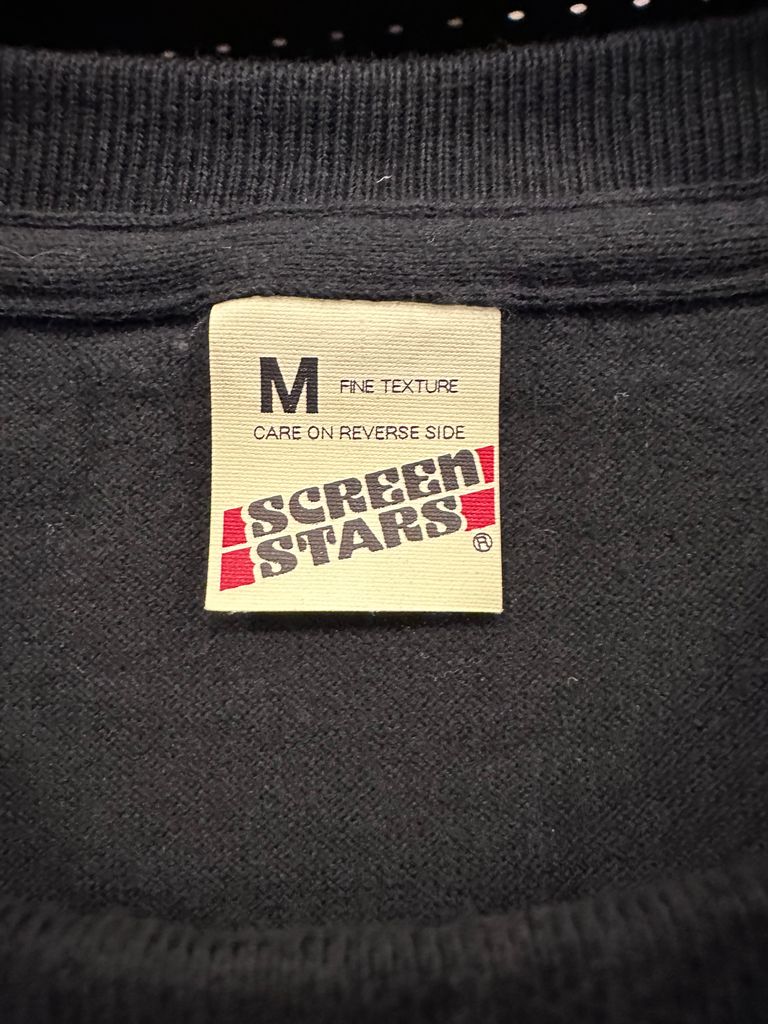 M FINE TEXTURE
CARE ON REVERSE SIDE
SCREEN
STARS ®